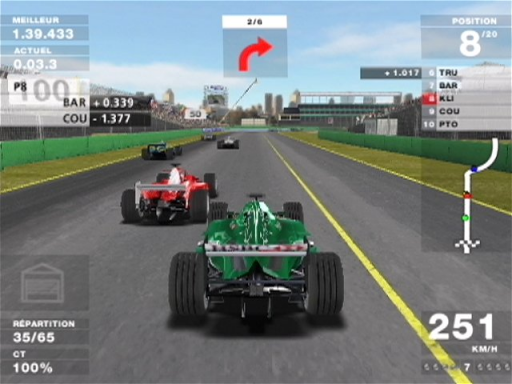 MEILLEUR
1.39.433
ACTUEL
0.03.3
100
P8
BAR + 0.339
COU - 1.377
2/6
50
POSITION
8/20
+ 1.017 6 TRU
7 BAR
8 KLI
9 COU
10 PTO
RÉPARTITION
35/65
CT
100%
251
KM/H
7